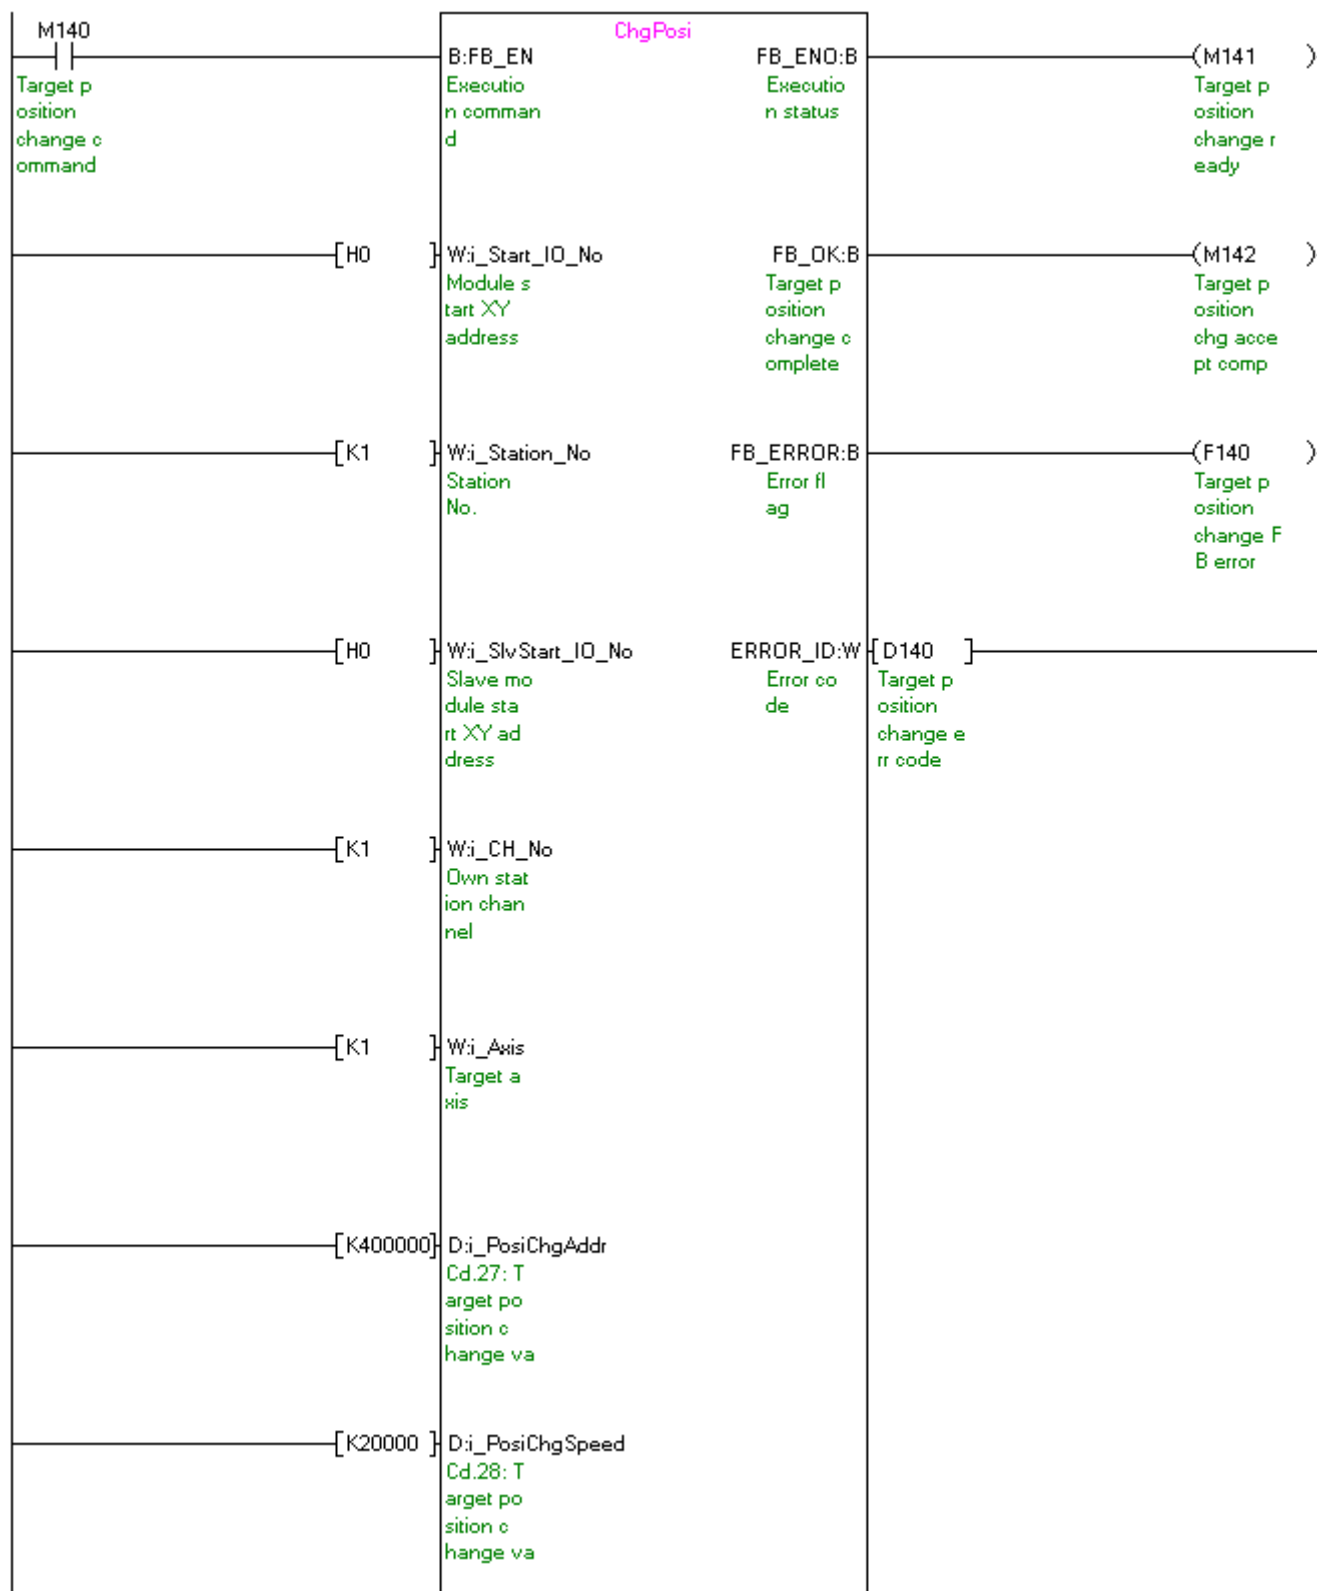 M140
ChgPosi
B:FB_EN FB_ENO:B (M141 )
Target p Executio Executio Target p
osition n comman n status osition
change c d change r
ommand eady
[H0 ] W:i_Start_IO_No FB_OK:B (M142 )
Module s Target p Target p
tart XY osition osition
address change c chg acce
omplete pt comp
[K1 ] W:i_Station_No FB_ERROR:B (F140 )
Station Error fl Target p
No. ag osition
change F
B error
[H0 ] W:i_SlvStart_IO_No ERROR_ID:W [D140 ]
Slave mo Error co Target p
dule sta de osition
rt XY ad change e
dress rr code
[K1 ] W:i_CH_No
Own stat
ion chan
nel
[K1 ] W:i_Axis
Target a
xis
[K400000] D:i_PosiChgAddr
Cd.27: T
arget po
sition c
hange va
[K20000 ] D:i_PosiChgSpeed
Cd.28: T
arget po
sition c
hange va